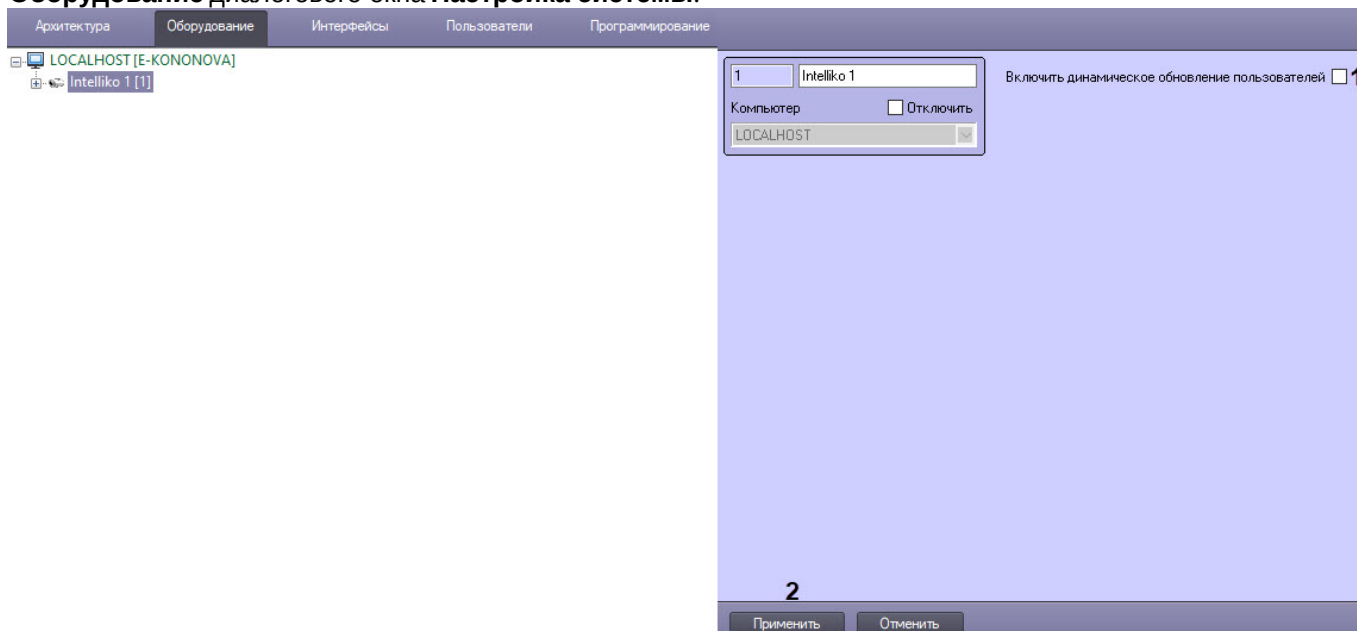 Оборудование диалогового окна Настройка системы.
Архитектура Оборудование Интерфейсы Пользователи Программирование
LOCALHOST [E-KONONOVA]
Intelliko 1 [1]
1 Intelliko 1
Включить динамическое обновление пользователей 1
Компьютер Отключить
LOCALHOST
2
Применить Отменить